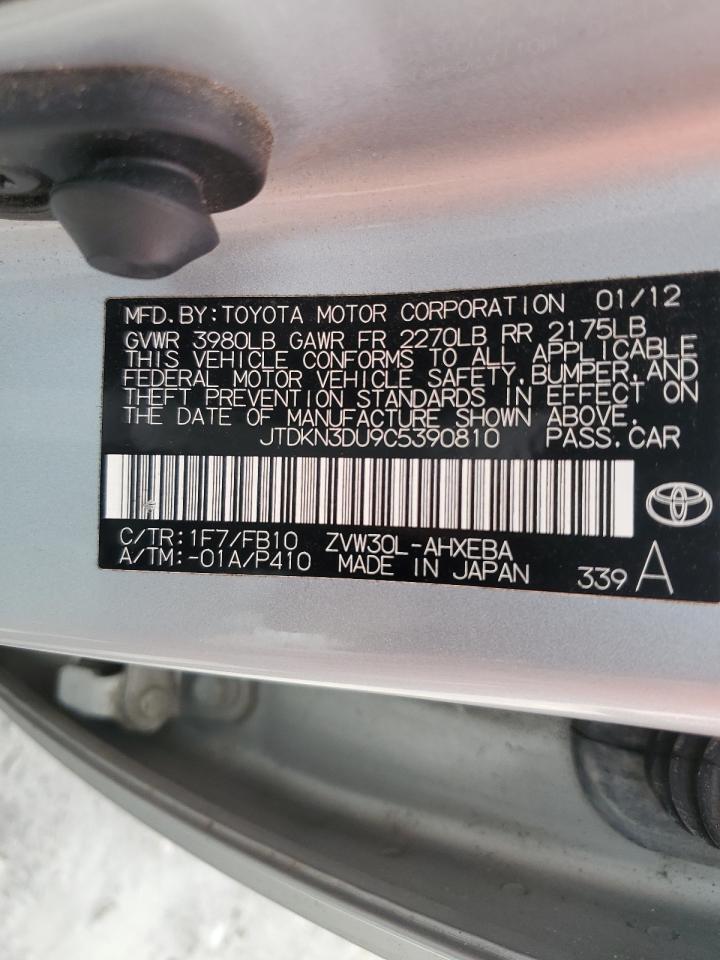 MFD. BY: TOYOTA MOTOR CORPORATION 01/12
GVWR 3980LB GAWR FR 2270LB RR 2175LB
THIS VEHICLE CONFORMS TO ALL APPLICABLE
FEDERAL MOTOR VEHICLE SAFETY, BUMPER, AND
THEFT PREVENTION STANDARDS IN EFFECT ON
THE DATE OF MANUFACTURE SHOWN ABOVE.
JTDKN3DU9C5390810 PASS.CAR
C/TR:1F7/FB10 ZVW30L-AHXEBA
A/TM:-01A/P410 MADE IN JAPAN 339 A